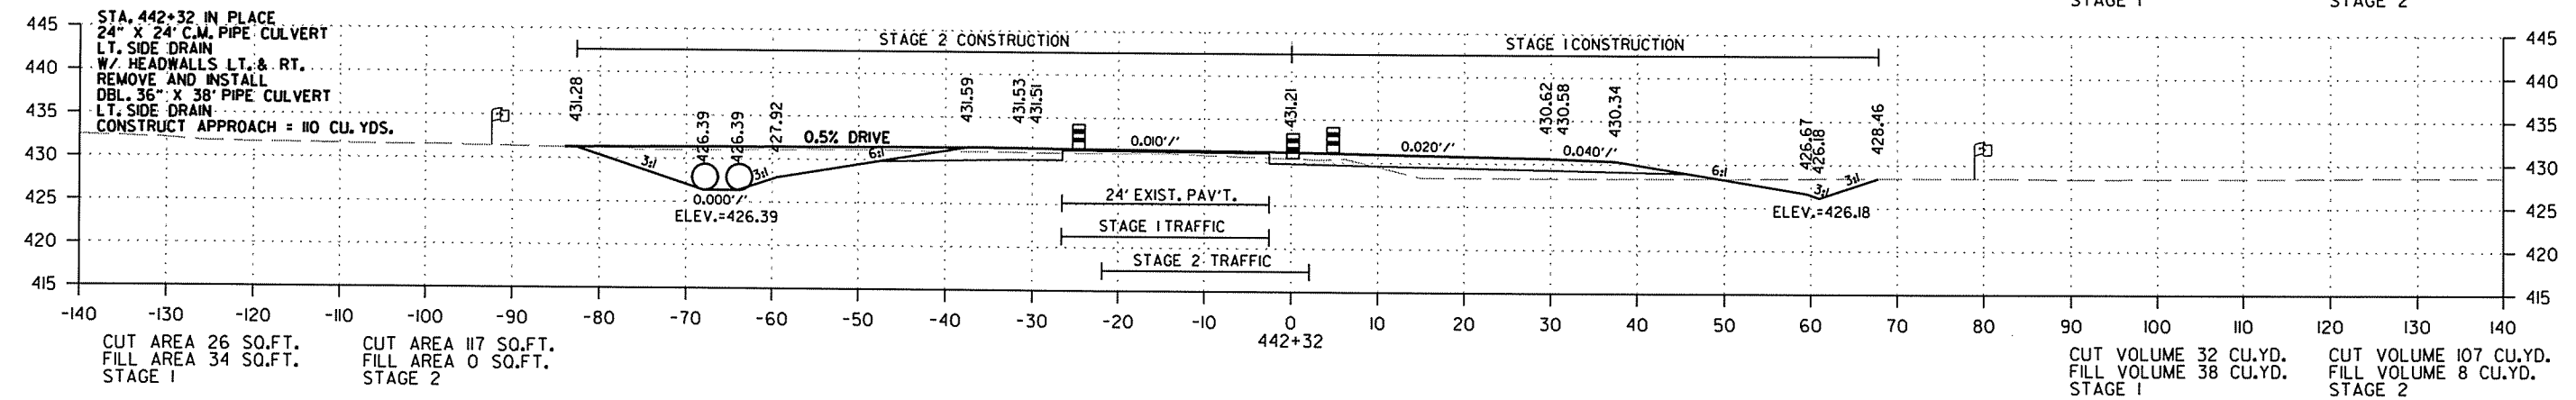 STAGE 1
STAGE 2
STA. 442+32 IN PLACE
24" X 24' C.M. PIPE CULVERT
LT. SIDE DRAIN
W/ HEADWALLS LT. & RT.
REMOVE AND INSTALL
DBL. 36" X 38' PIPE CULVERT
LT. SIDE DRAIN
CONSTRUCT APPROACH = 110 CU. YDS.
STAGE 2 CONSTRUCTION
STAGE 1 CONSTRUCTION
445
440
435
430
425
420
415
445
440
435
430
425
420
415
431.28
426.39
426.39
427.92
431.59
431.53
431.51
431.21
430.62
430.58
430.34
426.67
426.18
428.46
0.5% DRIVE
0.010'/'
0.020'/'
0.040'/'
3:1
3:1
6:1
6:1
3:1
3:1
0.000'/'
ELEV.=426.39
ELEV.=426.18
24' EXIST. PAV'T.
STAGE 1 TRAFFIC
STAGE 2 TRAFFIC
-140 -130 -120 -110 -100 -90 -80 -70 -60 -50 -40 -30 -20 -10 0 10 20 30 40 50 60 70 80 90 100 110 120 130 140
442+32
CUT AREA 26 SQ.FT.
FILL AREA 34 SQ.FT.
STAGE 1
CUT AREA 117 SQ.FT.
FILL AREA 0 SQ.FT.
STAGE 2
CUT VOLUME 32 CU.YD.
FILL VOLUME 38 CU.YD.
STAGE 1
CUT VOLUME 107 CU.YD.
FILL VOLUME 8 CU.YD.
STAGE 2